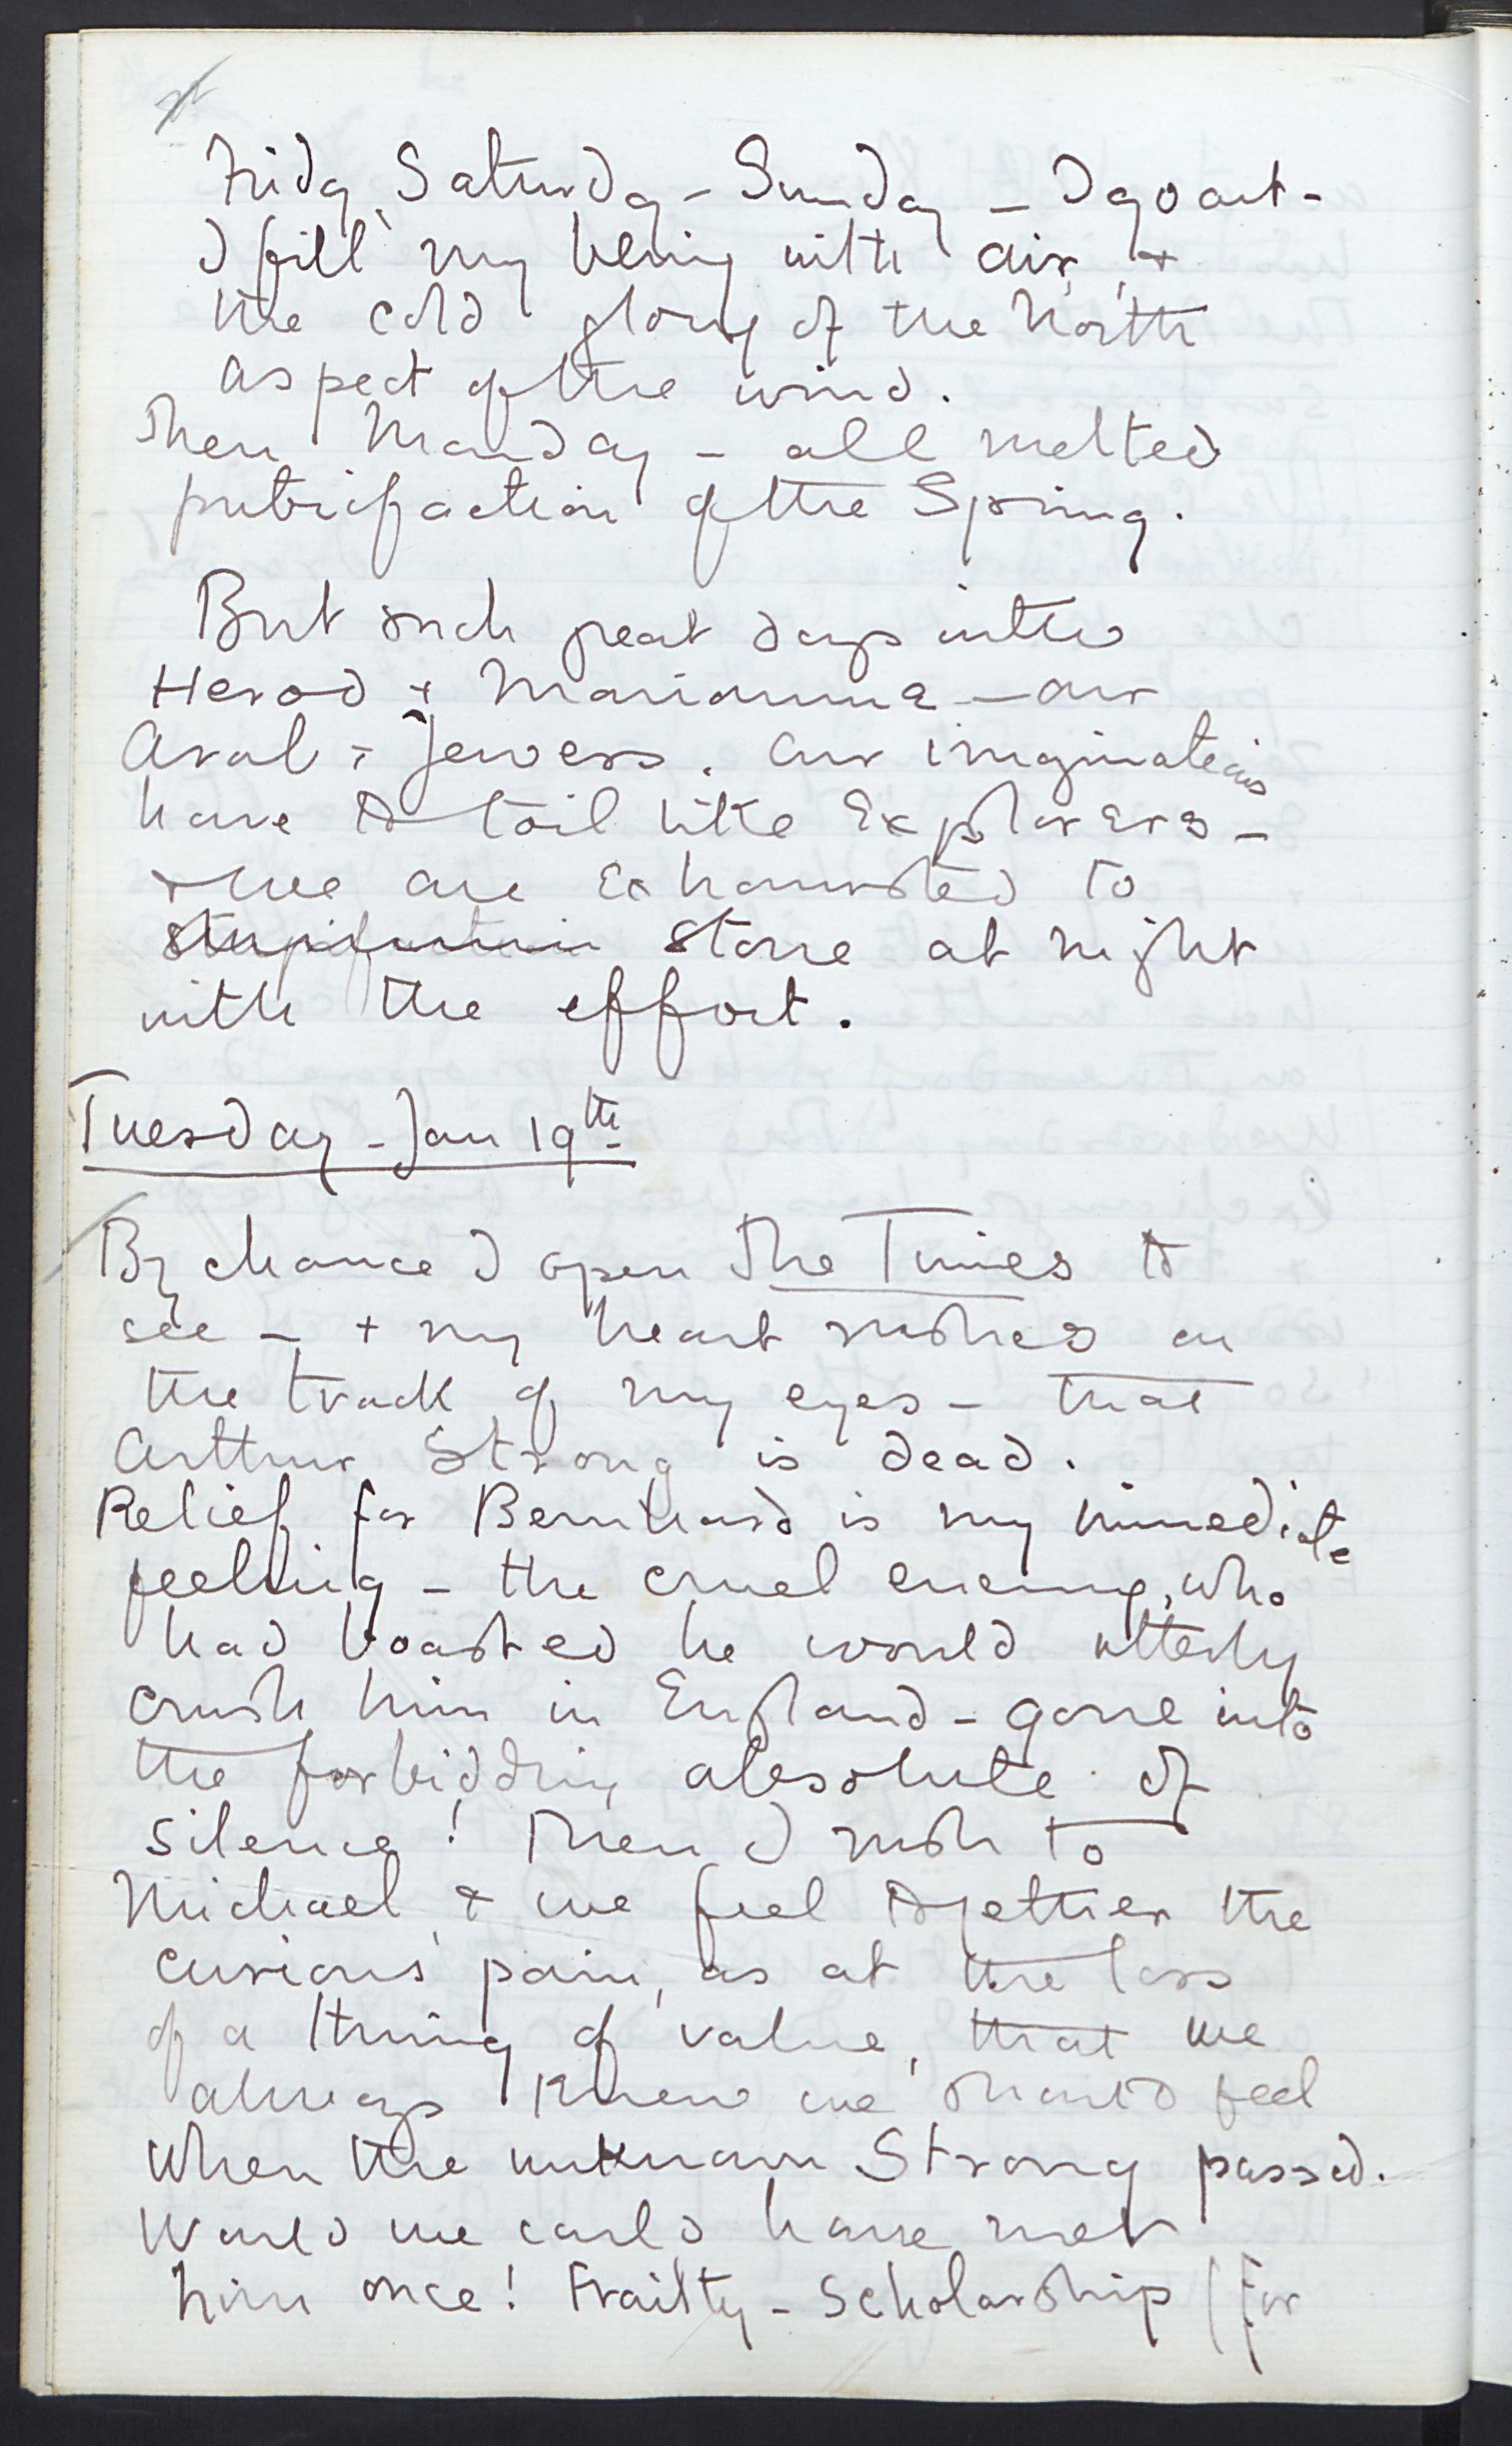 Friday, Saturday – Sunday – I go out –
I fill my being with air, &
the cold glory of the North
aspect of the wind.
Then Monday – all melted
putrifaction of the Spring.
But such great days with
Herod & Mariamne – our
Arab & Jewess. Our imaginations
have to toil like Explorers –
& we are exhausted to
stupifaction stone at night
with the effort.
Tuesday – Jan 19th
By chance I open The Times to
see – & my heart rushes on
the track of my eyes – that
Arthur Strong is dead.
Relief for Bernhard is my immediate
feeling – the cruel enemy, who
had boasted he would utterly
crush him in England – gone into
the forbidding absolute of
silence! Then I rush to
Michael, & we feel together the
curious pain, as at the loss
of a thing of value, that we
always knew we should feel
when the unknown Strong passed.
Would we could have met
him once! Frailty – Scholarship (for